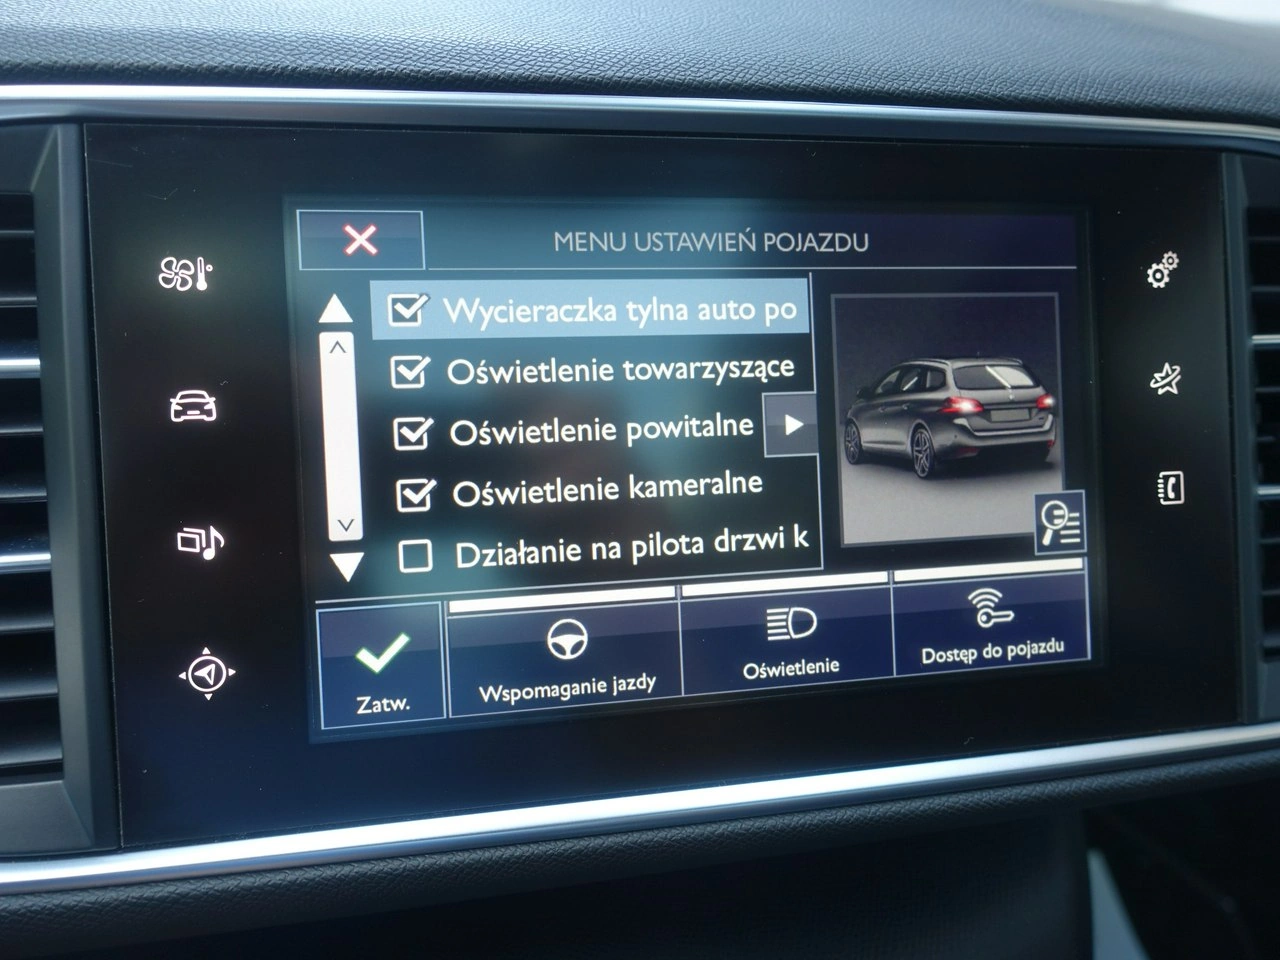 MENU USTAWIEŃ POJAZDU
Wycieraczka tylna auto po
Oświetlenie towarzyszące
Oświetlenie powitalne
Oświetlenie kameralne
Działanie na pilota drzwi k
Zatw.
Wspomaganie jazdy
Oświetlenie
Dostęp do pojazdu